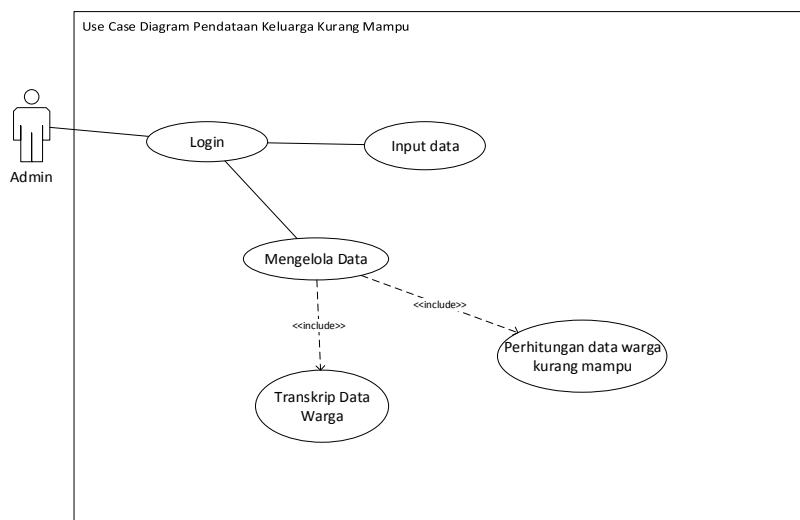 Use Case Diagram Pendataan Keluarga Kurang Mampu
Admin
Login
Input data
Mengelola Data
<<include>>
<<include>>
Perhitungan data warga
kurang mampu
Transkrip Data
Warga